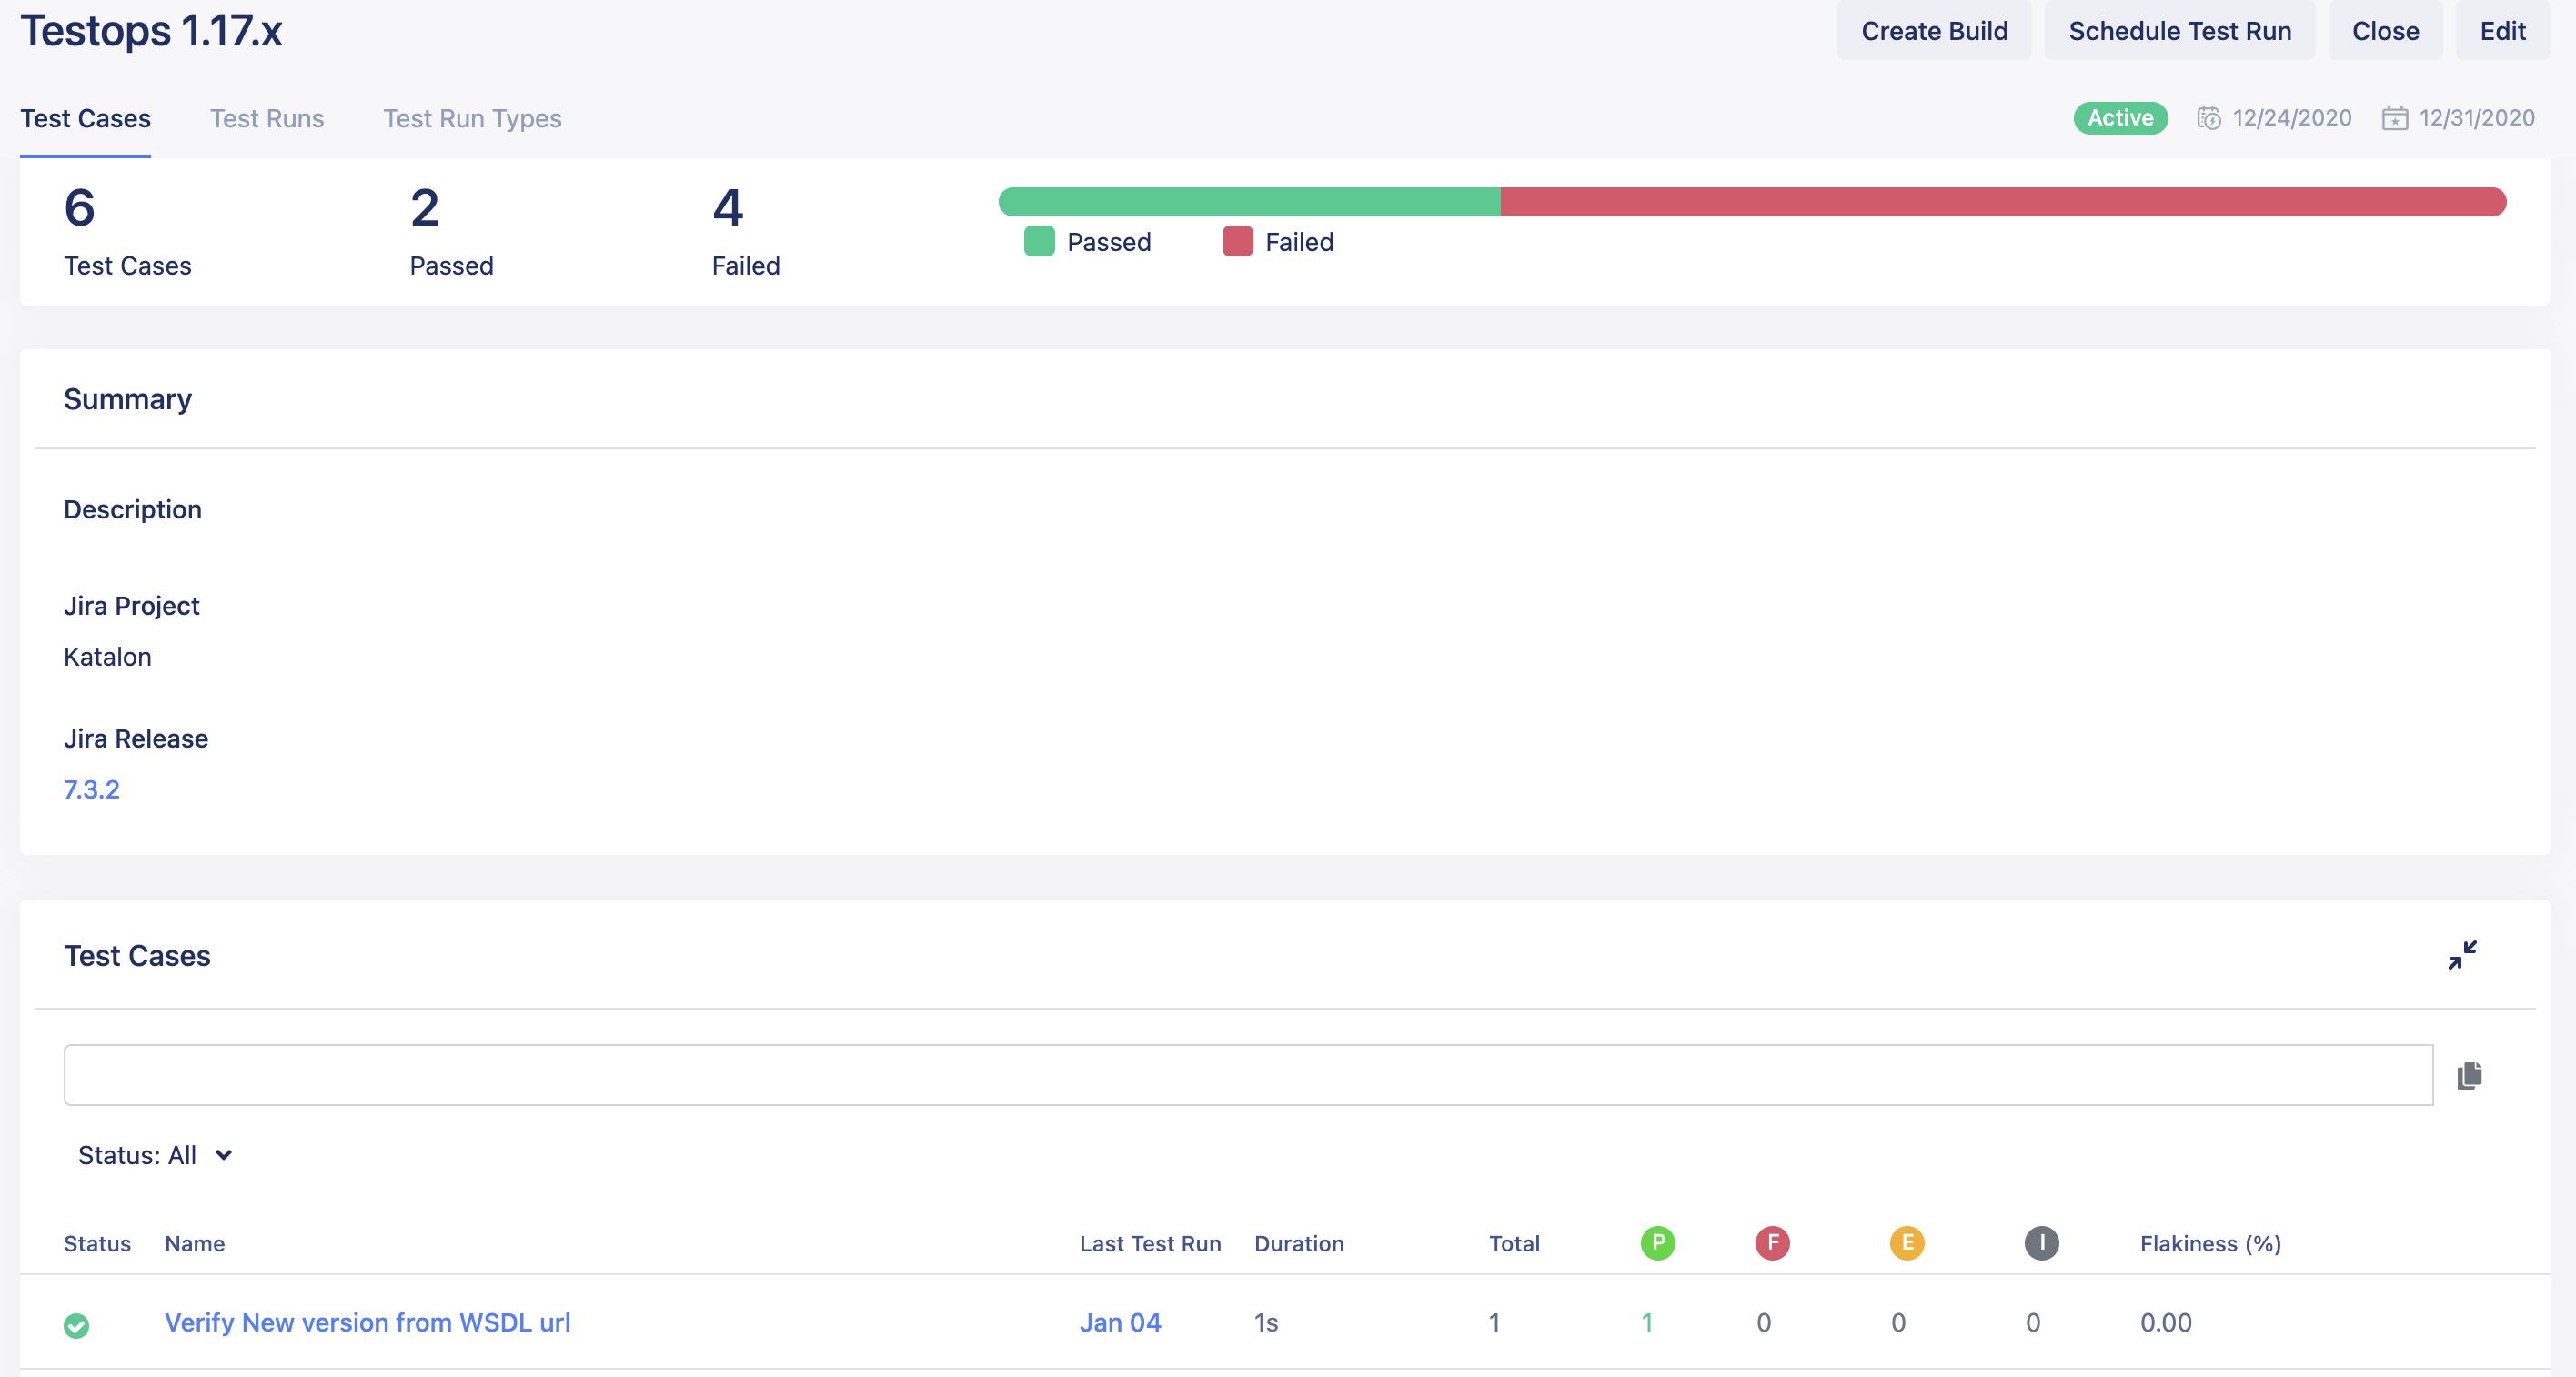 Testops 1.17.x
Create Build Schedule Test Run Close Edit
Test Cases Test Runs Test Run Types Active 12/24/2020 12/31/2020
6 2 4
Test Cases Passed Failed
Passed Failed
Summary
Description
Jira Project
Katalon
Jira Release
7.3.2
Test Cases
Status: All
Status Name Last Test Run Duration Total P F E I Flakiness (%)
Verify New version from WSDL url Jan 04 1s 1 1 0 0 0 0.00